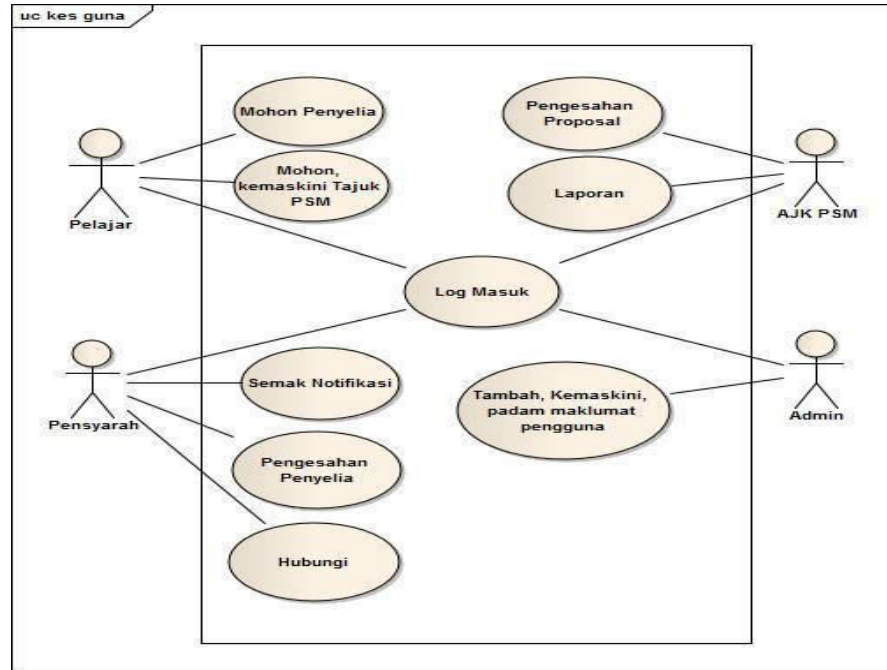 uc kes guna
Mohon Penyelia
Mohon,
kemaskini Tajuk
PSM
Pelajar
Pengesahan
Proposal
Laporan
AJK PSM
Log Masuk
Semak Notifikasi
Pengesahan
Penyelia
Hubungi
Pensyarah
Tambah, Kemaskini,
padam maklumat
pengguna
Admin